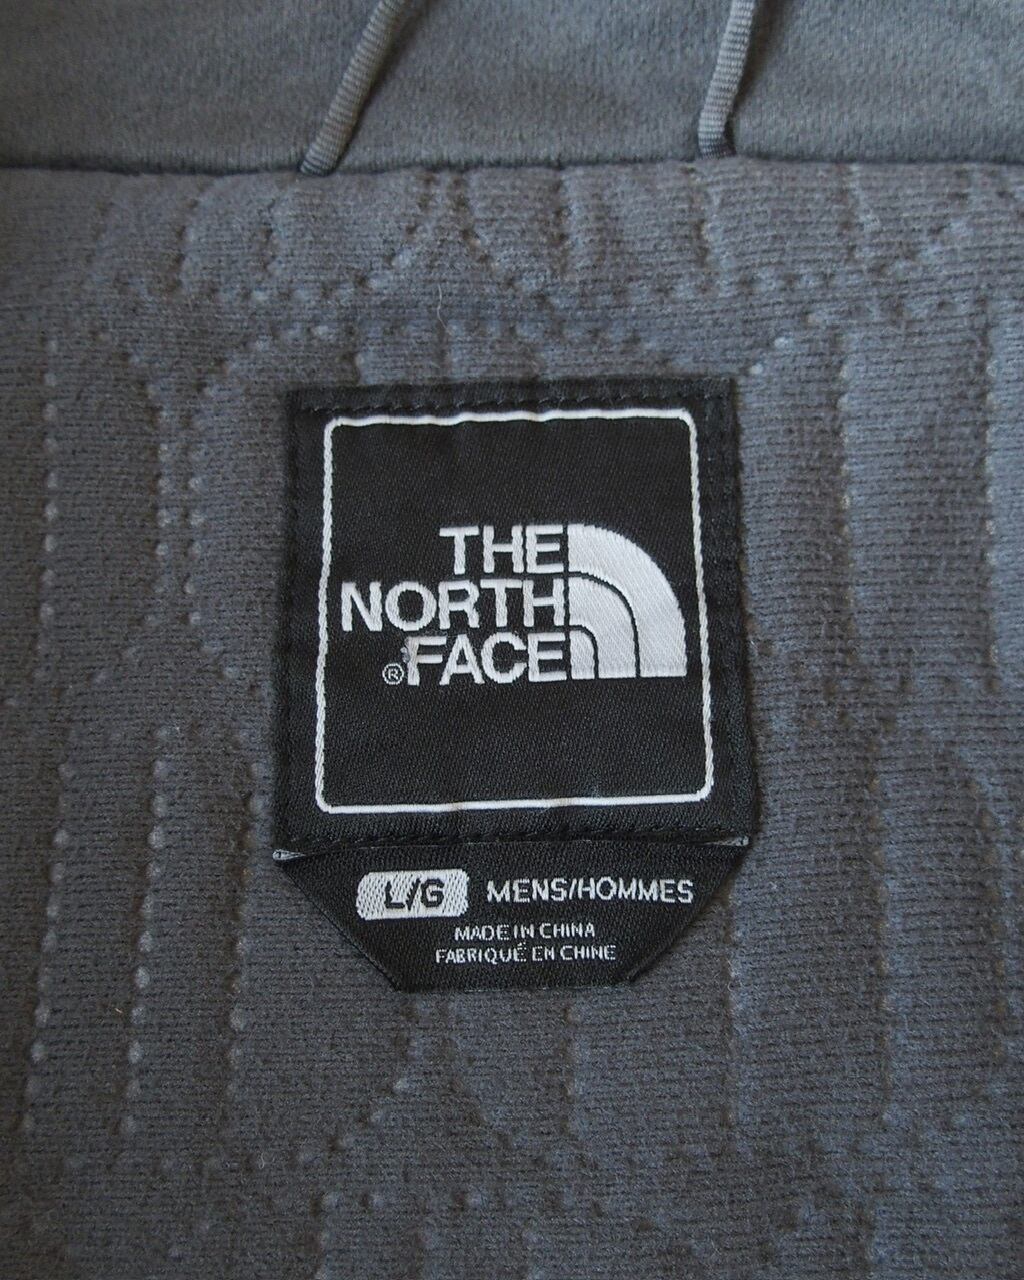 THE
NORTH
®FACE
L/G MENS/HOMMES
MADE IN CHINA
FABRIQUÉ EN CHINE